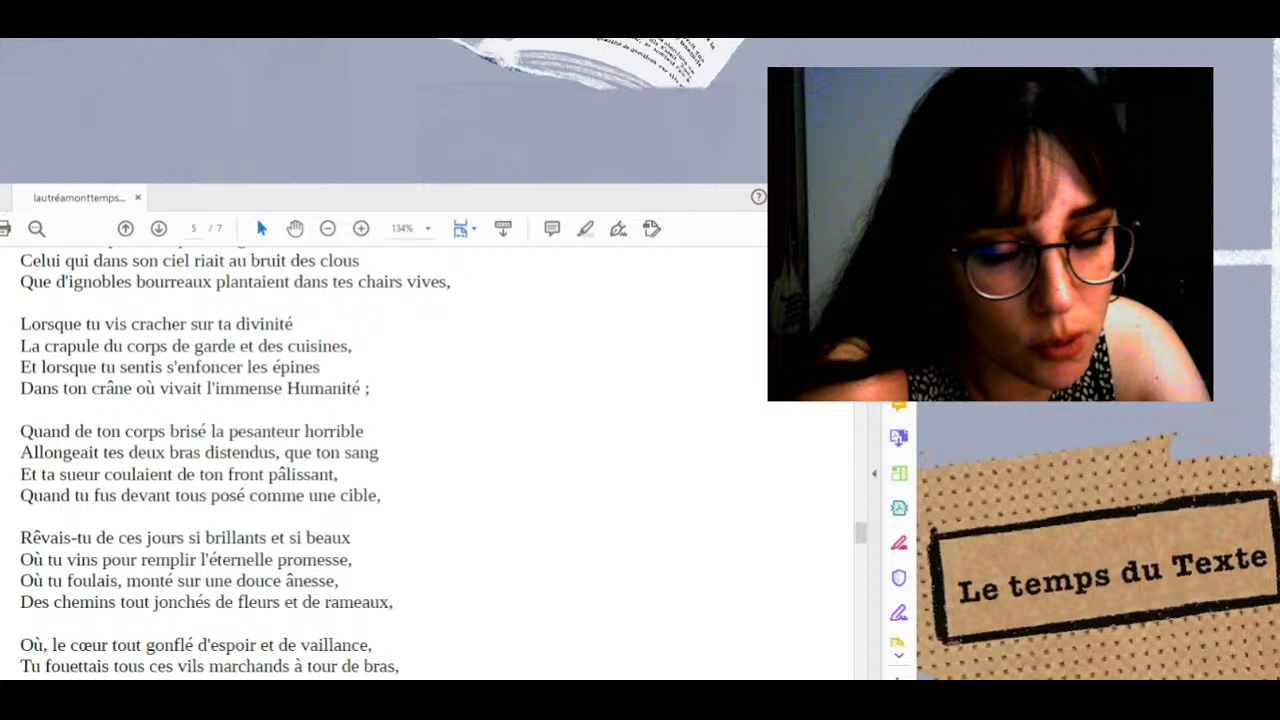 lautréamonttemps...
5 / 7
134%
Celui qui dans son ciel riait au bruit des clous
Que d'ignobles bourreaux plantaient dans tes chairs vives,
Lorsque tu vis cracher sur ta divinité
La crapule du corps de garde et des cuisines,
Et lorsque tu sentis s'enfoncer les épines
Dans ton crâne où vivait l'immense Humanité ;
Quand de ton corps brisé la pesanteur horrible
Allongeait tes deux bras distendus, que ton sang
Et ta sueur coulaient de ton front pâlissant,
Quand tu fus devant tous posé comme une cible,
Rêvais-tu de ces jours si brillants et si beaux
Où tu vins pour remplir l'éternelle promesse,
Où tu foulais, monté sur une douce ânesse,
Des chemins tout jonchés de fleurs et de rameaux,
Où, le cœur tout gonflé d'espoir et de vaillance,
Tu fouettais tous ces vils marchands à tour de bras,
Le temps du Texte